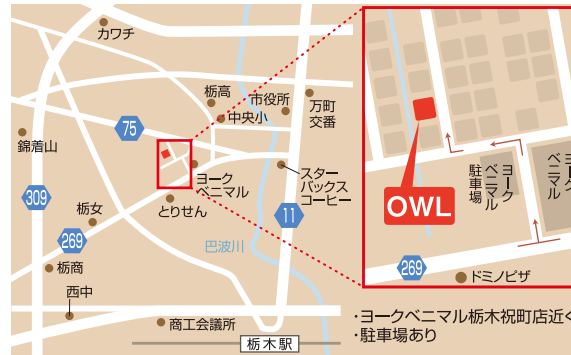 カワチ
栃高
市役所
万町
交番
中央小
75
錦着山
ヨーク
ベニマル
スター
バックス
コーヒー
309
とりせん
11
栃女
269
巴波川
栃商
西中
商工会議所
栃木駅
OWL
ヨーク
ベニマル
駐車場
ヨーク
ベニマル
269
ドミノピザ
・ヨークベニマル栃木祝町店近く
・駐車場あり